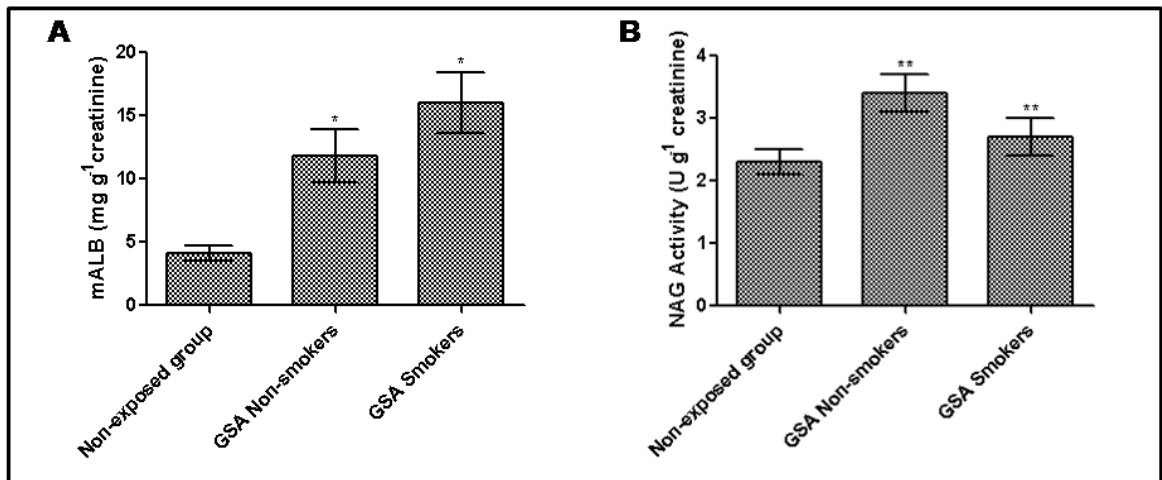 A
mALB (mg g-1creatinine)
20
15
10
5
0
*
*
Non-exposed group
GSA Non-smokers
GSA Smokers
B
NAG Activity (U g-1 creatinine)
4
3
2
1
0
**
**
Non-exposed group
GSA Non-smokers
GSA Smokers